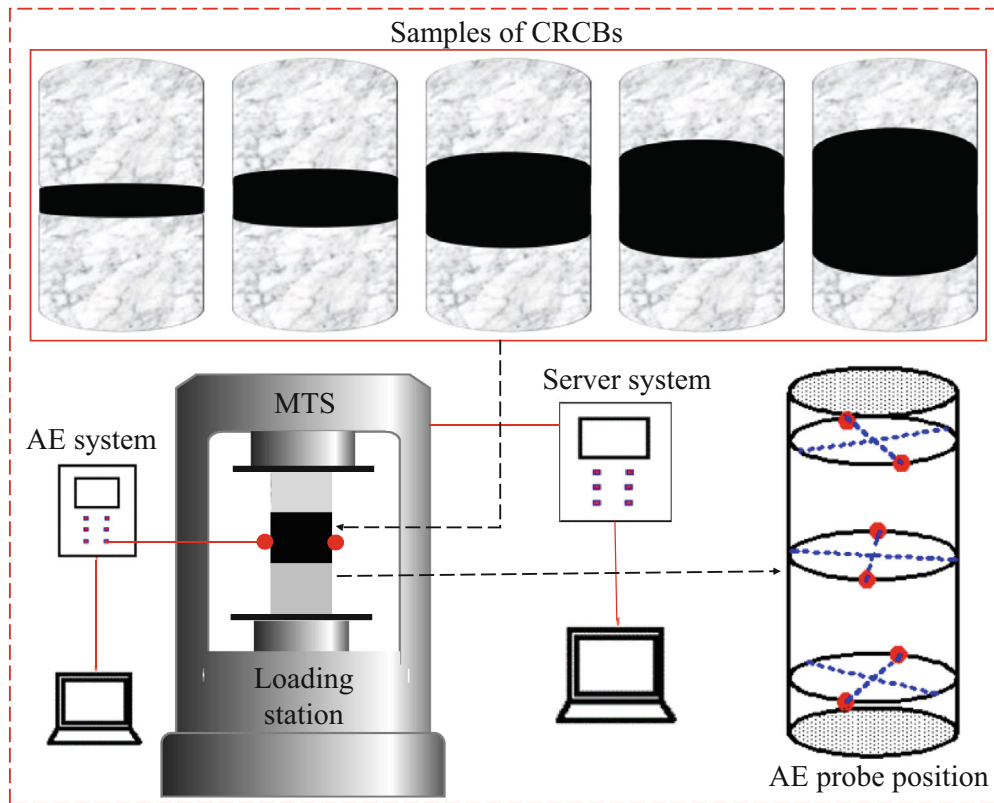 Samples of CRCBs
MTS
Server system
AE system
Loading
station
AE probe position